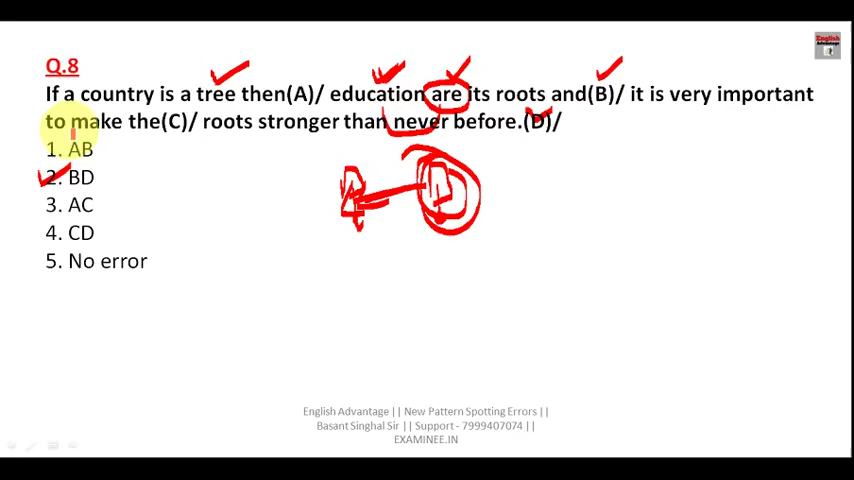 English
Advantage
Q.8
If a country is a tree then(A)/ education are its roots and(B)/ it is very important
to make the(C)/ roots stronger than never before.(D)/
1. AB
2. BD
3. AC
4. CD
5. No error
English Advantage || New Pattern Spotting Errors ||
Basant Singhal Sir || Support - 7999407074 ||
EXAMINEE.IN